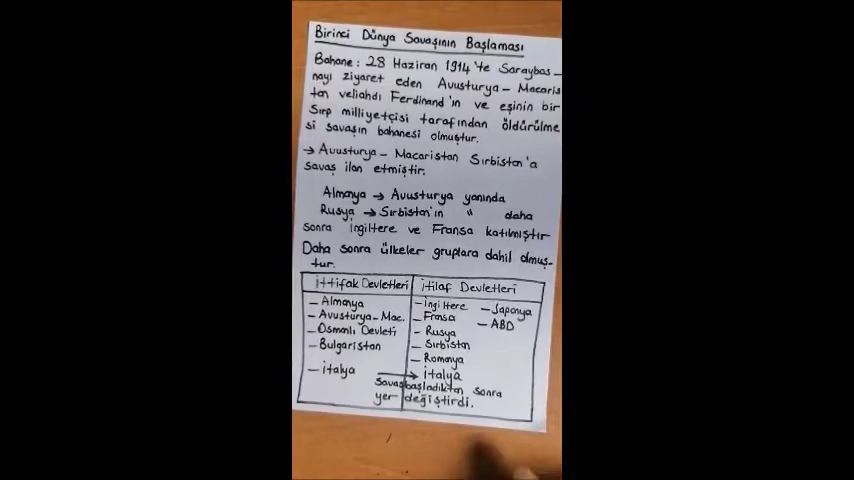 Birinci Dünya Savaşının Başlaması
Bahane: 28 Haziran 1914'te Saraybos-
nayı ziyaret eden Avusturya - Macaris
tan veliahdı Ferdinand'ın ve eşinin bir
Sırp milliyetçisi tarafından öldürülme
si savaşın bahanesi olmuştur.
→ Avusturya - Macaristan Sırbistan'a
savaş ilan etmiştir.
Almanya → Avusturya yanında
Rusya → Sırbistan'ın " daha
sonra İngiltere ve Fransa katılmıştır
Daha sonra ülkeler gruplara dahil olmuş-
tur.
İttifak Devletleri
- Almanya
- Avusturya-Mac.
- Osmanlı Devleti
- Bulgaristan
- İtalya →
İtilaf Devletleri
- İngiltere - Japonya
- Fransa - ABD
- Rusya
- Sırbistan
- Romanya
- İtalya
Savaş başladıktan sonra
yer değiştirdi.